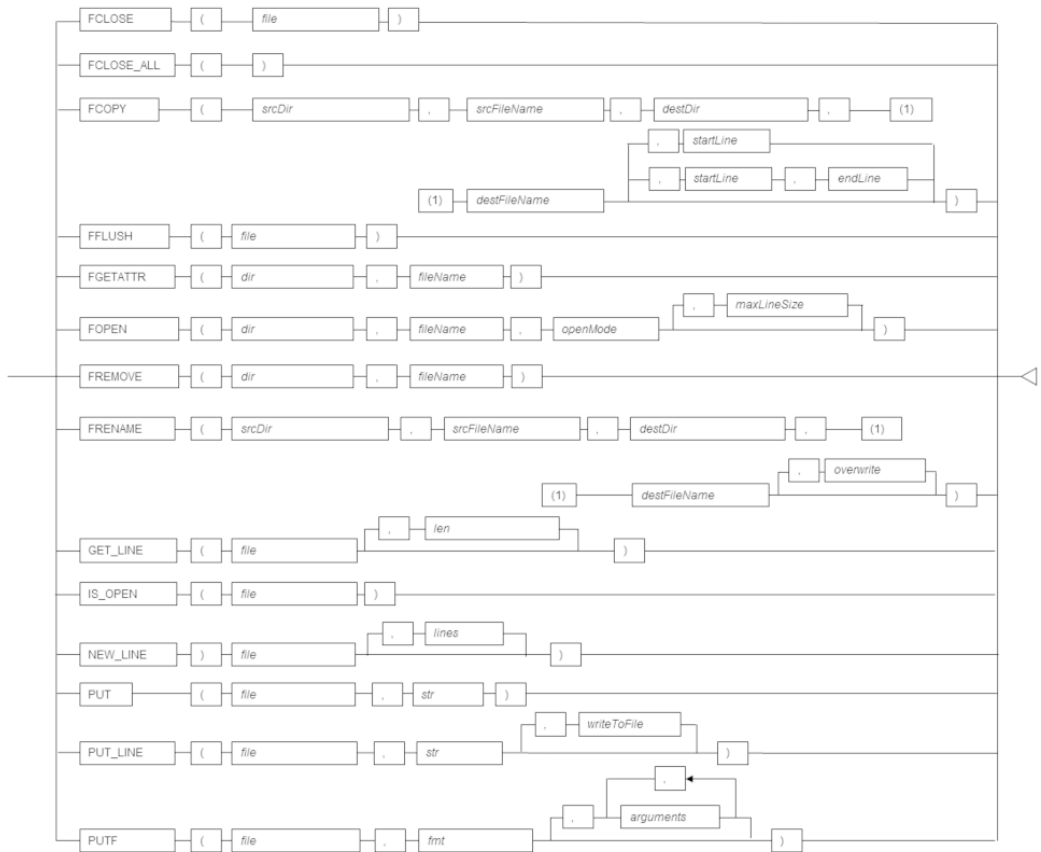 FCLOSE ( file )
FCLOSE_ALL ( )
FCOPY ( srcDir , srcFileName , destDir , (1)
, startLine
, startLine , endLine
(1) destFileName )
FFLUSH ( file )
FGETATTR ( dir , fileName )
, maxLineSize
FOPEN ( dir , fileName , openMode )
FREMOVE ( dir , fileName )
FRENAME ( srcDir , srcFileName , destDir , (1)
, overwrite
(1) destFileName )
, len
GET_LINE ( file )
IS_OPEN ( file )
, lines
NEW_LINE ) file )
PUT ( file , str )
, writeToFile
PUT_LINE ( file , str )
,
, arguments
PUTF ( file , fmt )